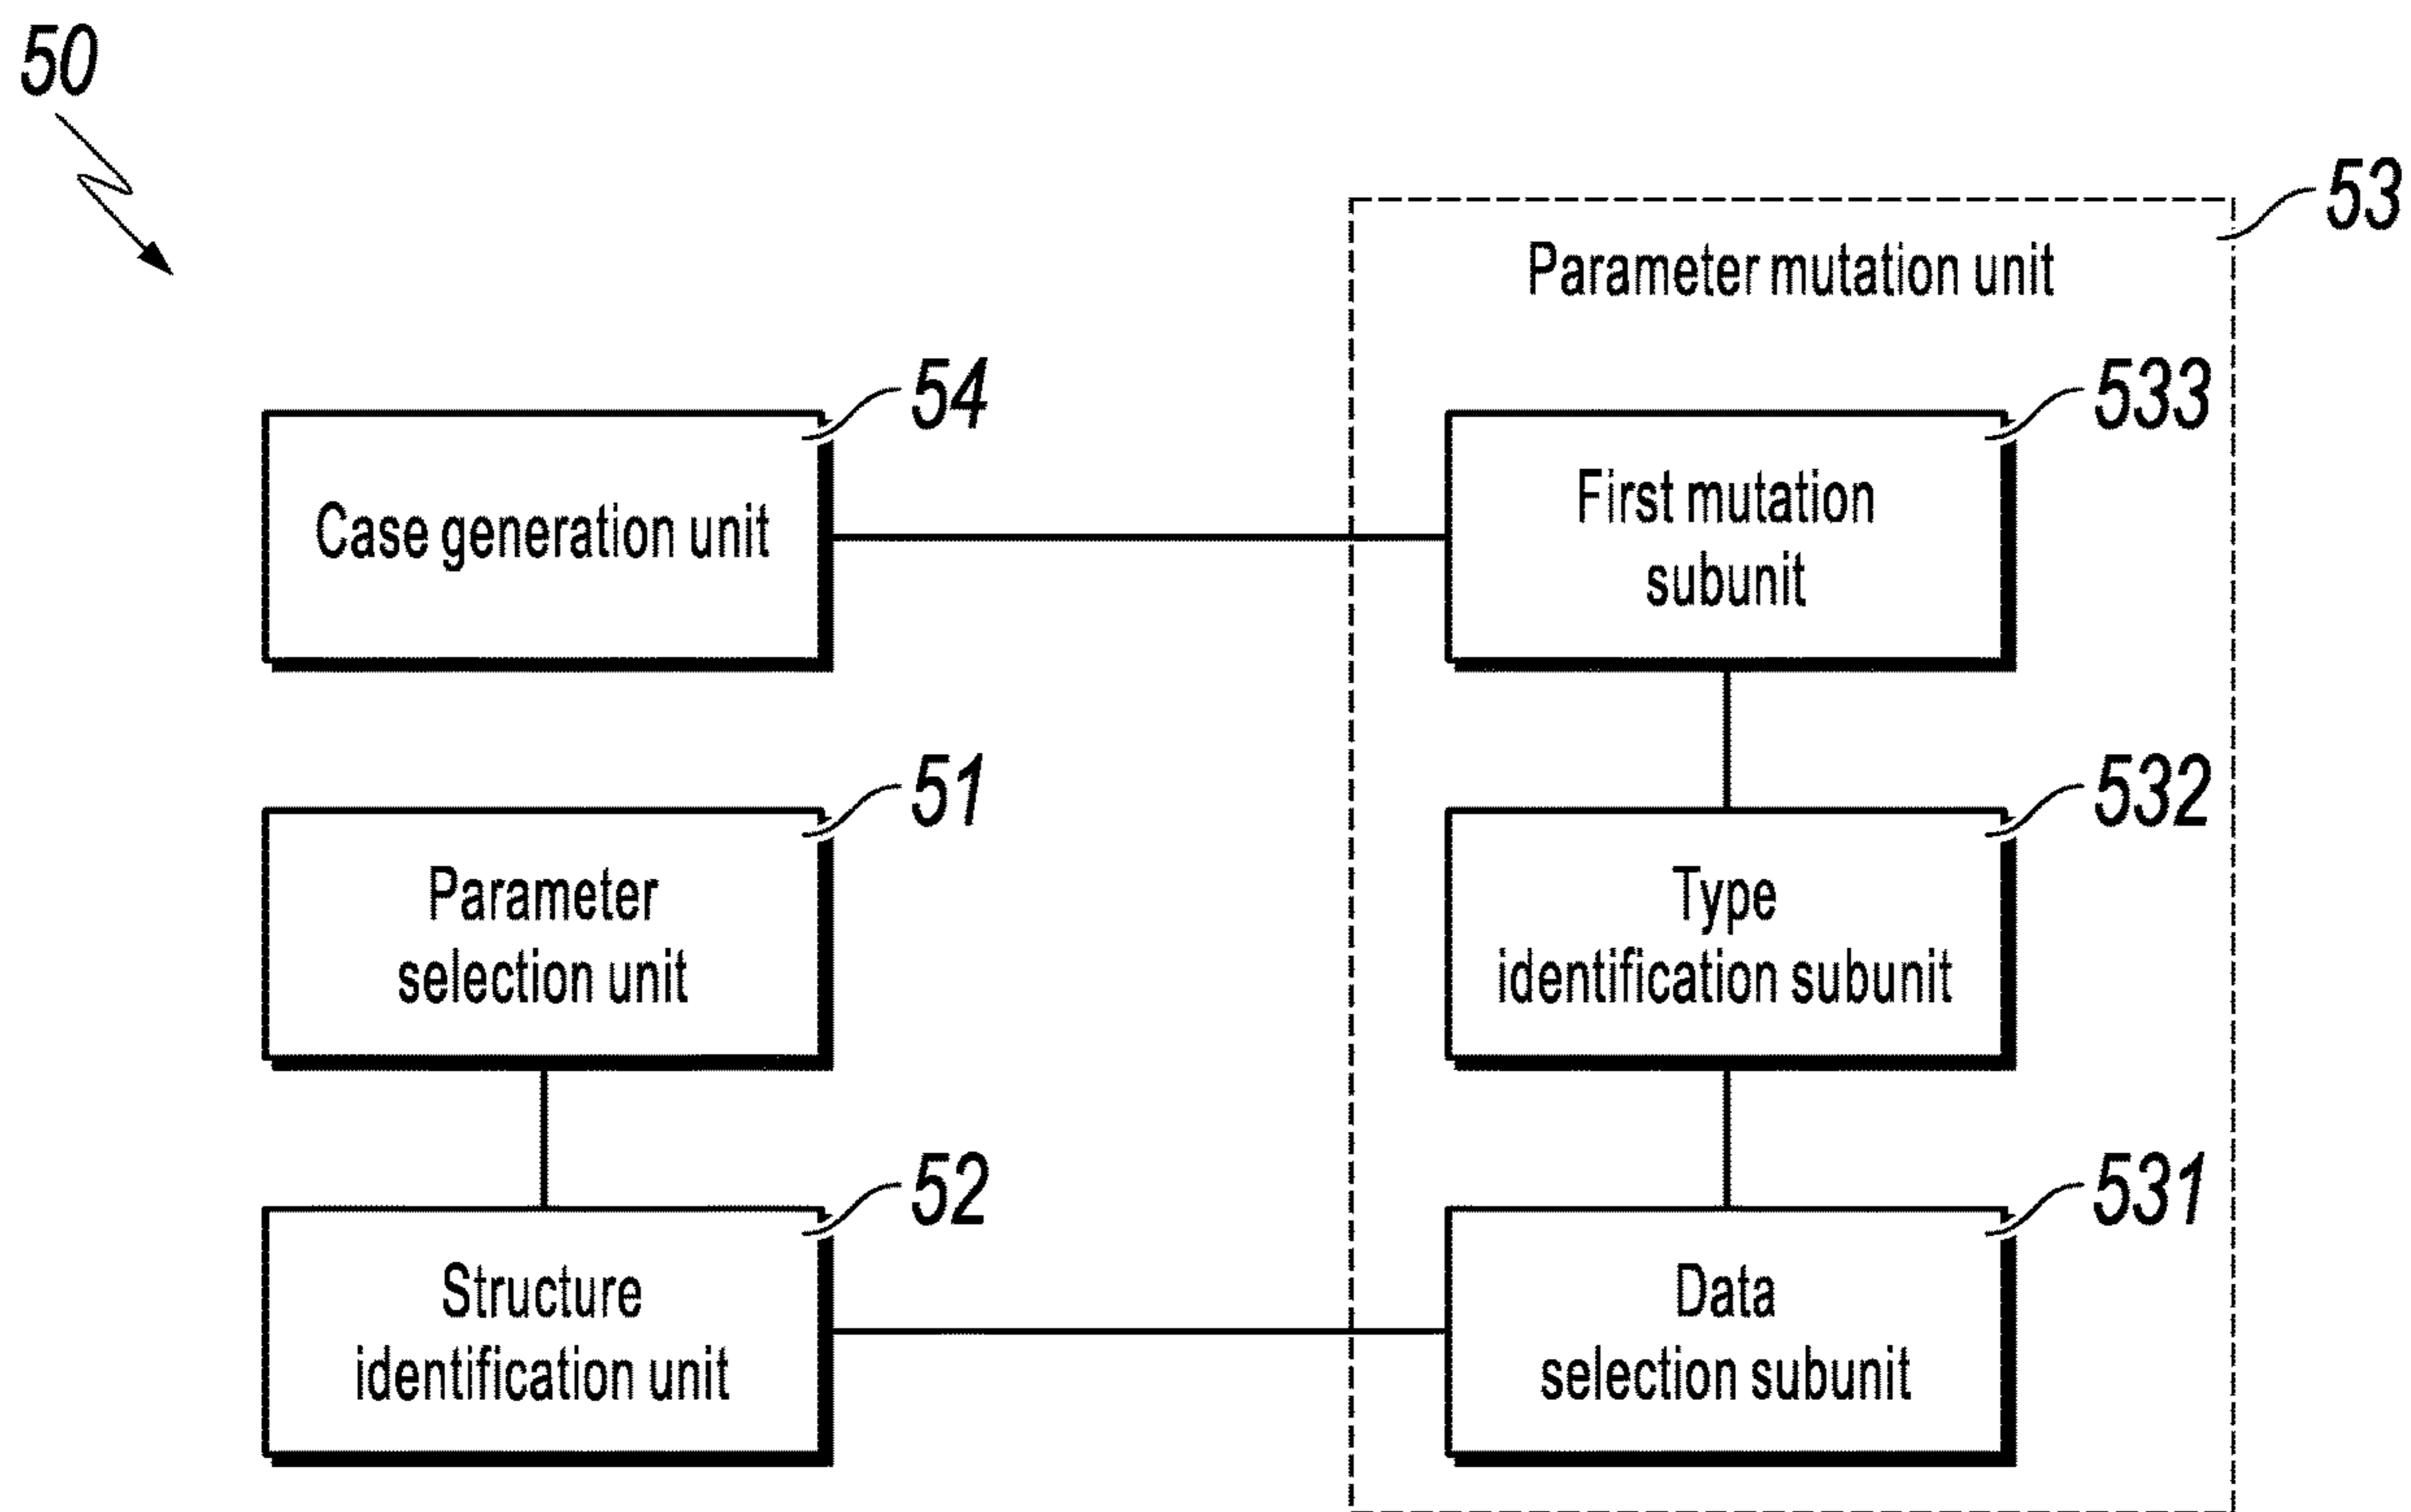 50
53
Parameter mutation unit
54
533
Case generation unit
First mutation
subunit
51
532
Parameter
selection unit
Type
identification subunit
52
531
Structure
identification unit
Data
selection subunit